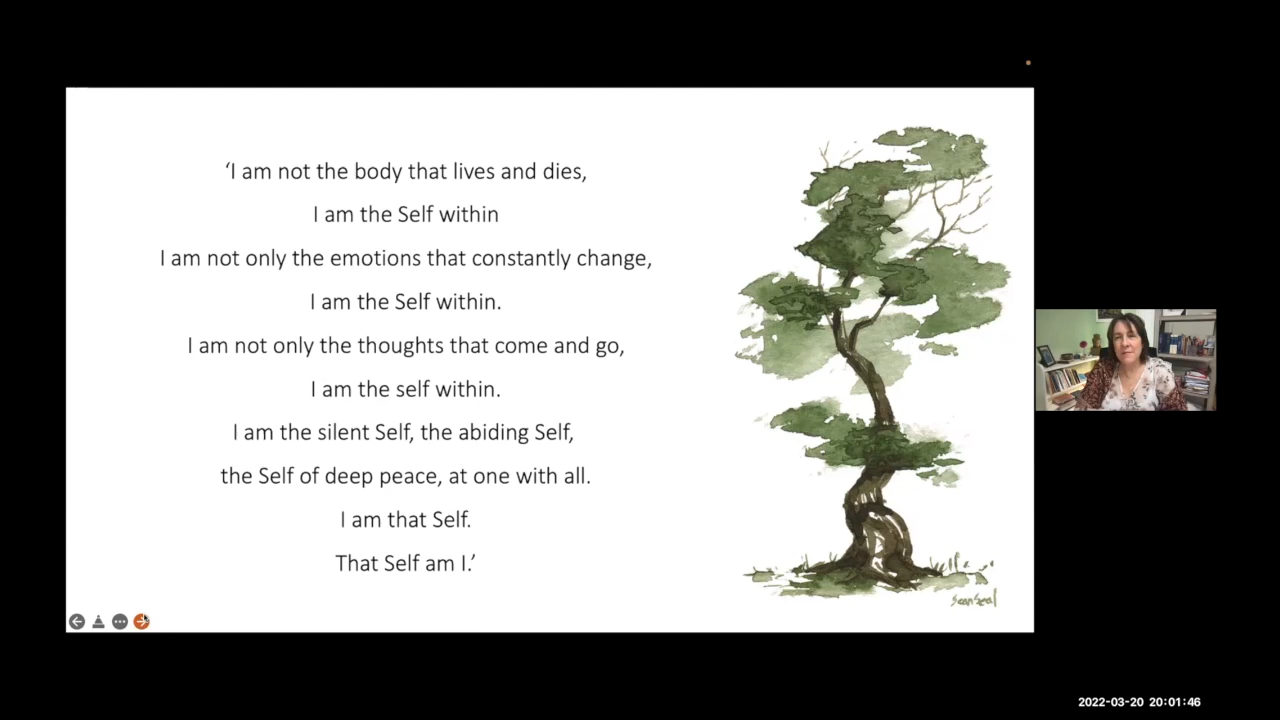 ‘I am not the body that lives and dies,
I am the Self within
I am not only the emotions that constantly change,
I am the Self within.
I am not only the thoughts that come and go,
I am the self within.
I am the silent Self, the abiding Self,
the Self of deep peace, at one with all.
I am that Self.
That Self am I.’
2022-03-20 20:01:46